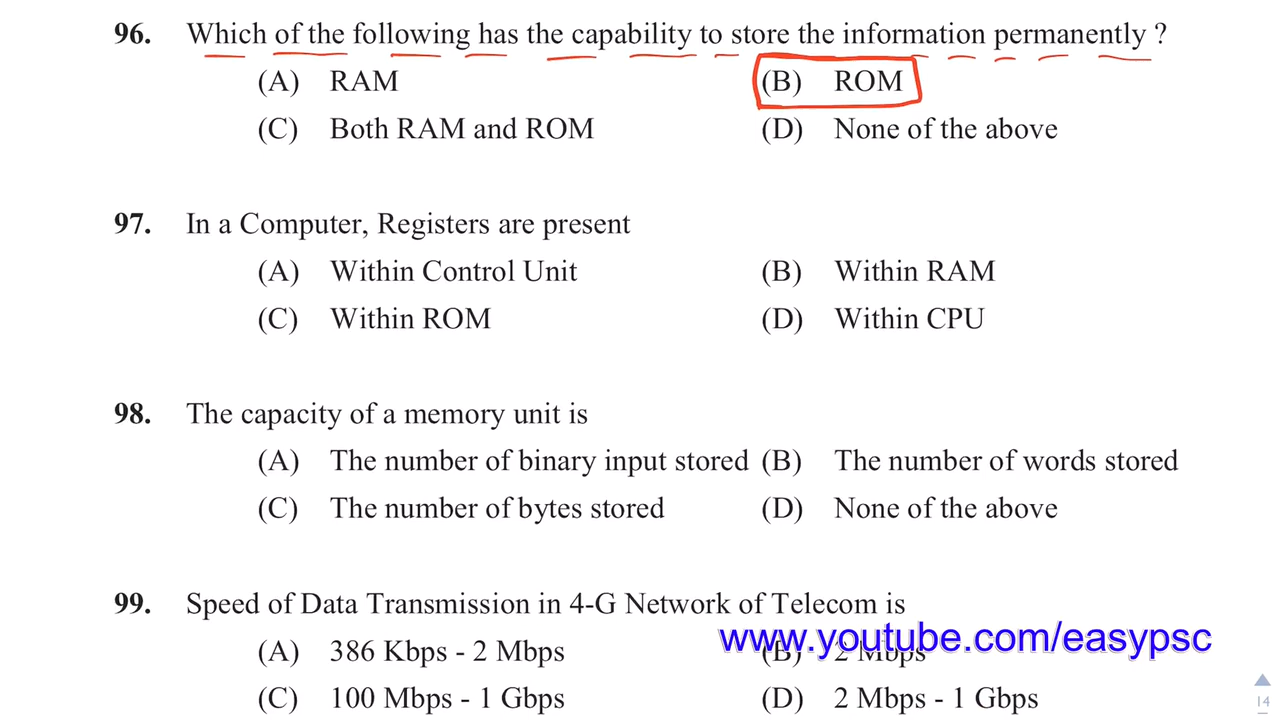 96. Which of the following has the capability to store the information permanently ?
(A) RAM (B) ROM
(C) Both RAM and ROM (D) None of the above
97. In a Computer, Registers are present
(A) Within Control Unit (B) Within RAM
(C) Within ROM (D) Within CPU
98. The capacity of a memory unit is
(A) The number of binary input stored (B) The number of words stored
(C) The number of bytes stored (D) None of the above
99. Speed of Data Transmission in 4-G Network of Telecom is
www.youtube.com/easypsc
(A) 386 Kbps - 2 Mbps (B) 2 Mbps
(C) 100 Mbps - 1 Gbps (D) 2 Mbps - 1 Gbps
14